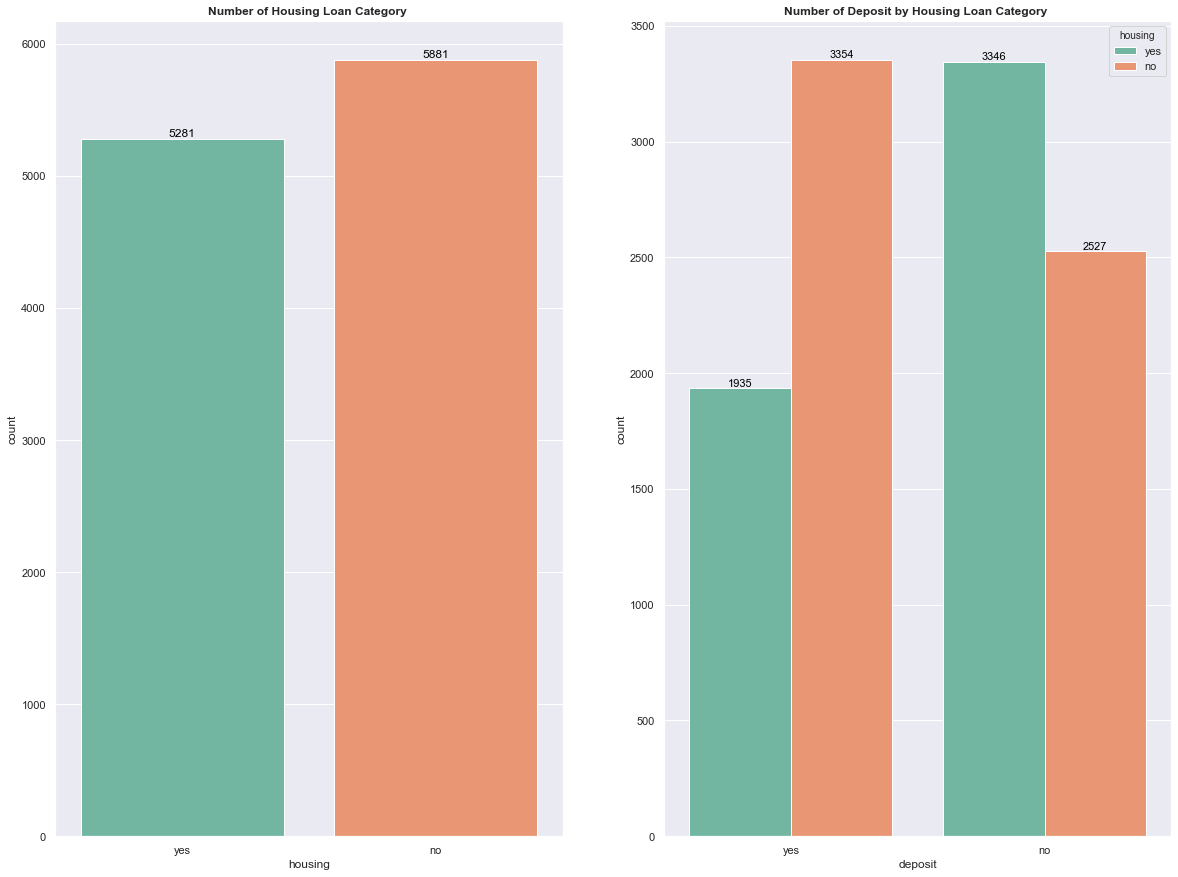 Number of Housing Loan Category
6000
5000
4000
3000
2000
1000
0
count
5281
5881
yes
no
housing
Number of Deposit by Housing Loan Category
3500
3000
2500
2000
1500
1000
500
0
count
housing
yes
no
1935
3354
3346
2527
yes
no
deposit